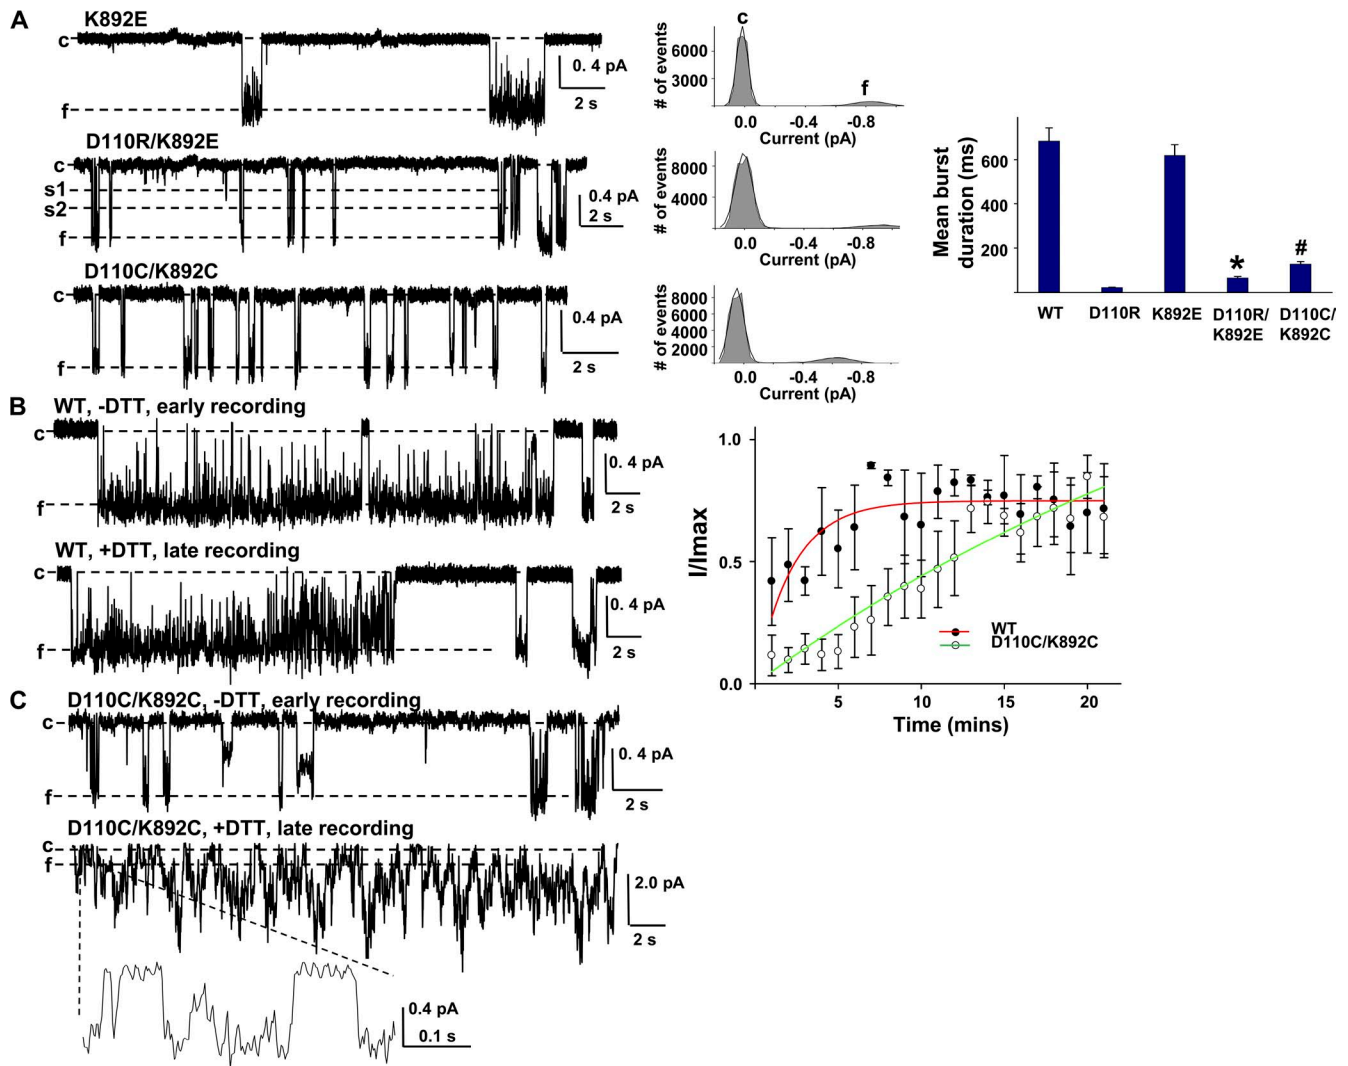 A
K892E
c
f
0. 4 pA
2 s
D110R/K892E
c
s1
s2
f
0.4 pA
2 s
D110C/K892C
c
f
0.4 pA
2 s
c
f
# of events
6000
3000
0.0 -0.4 -0.8
Current (pA)
# of events
8000
4000
0.0 -0.4 -0.8
Current (pA)
# of events
8000
6000
4000
2000
0.0 -0.4 -0.8
Current (pA)
Mean burst
duration (ms)
600
400
200
* #
WT D110R K892E D110R/ D110C/
K892E K892C
B
WT, -DTT, early recording
c
f
0. 4 pA
2 s
WT, +DTT, late recording
c
f
0.4 pA
2 s
I/Imax
1.0
0.5
0.0
WT
D110C/K892C
5 10 15 20
Time (mins)
C
D110C/K892C, -DTT, early recording
c
f
0. 4 pA
2 s
D110C/K892C, +DTT, late recording
c
f
2.0 pA
2 s
0.4 pA
0.1 s